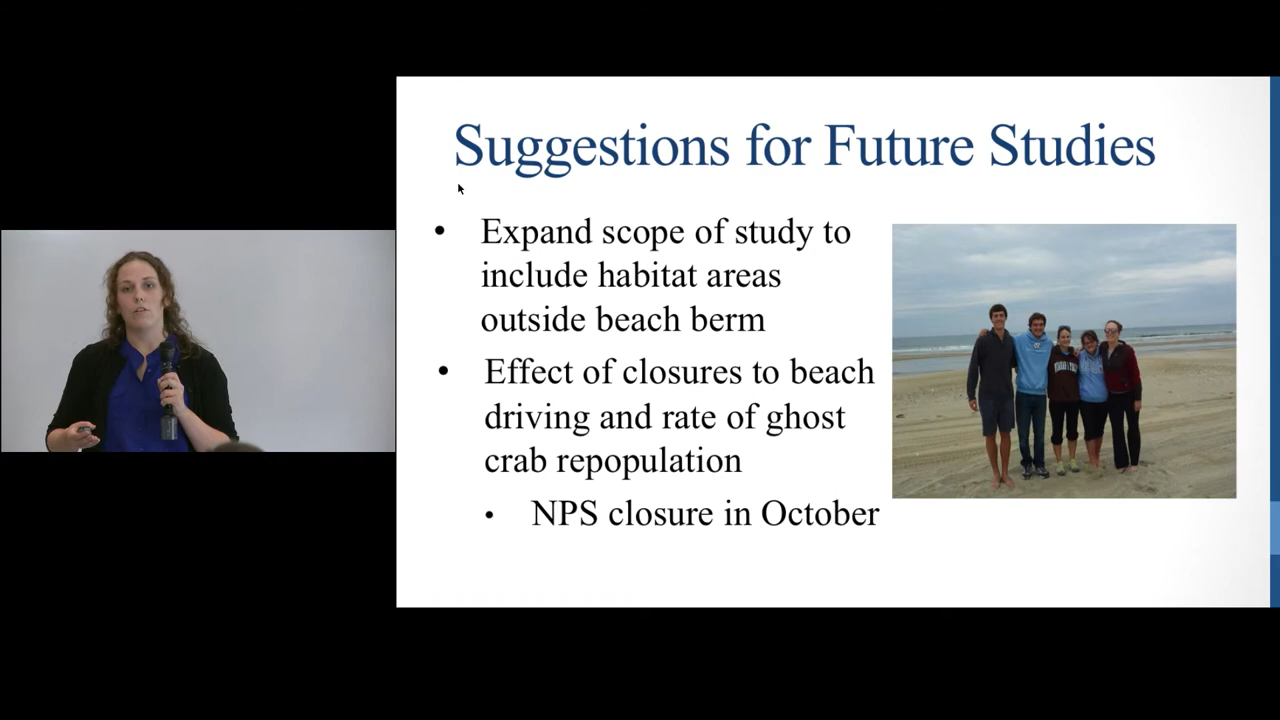 Suggestions for Future Studies
• Expand scope of study to
include habitat areas
outside beach berm
• Effect of closures to beach
driving and rate of ghost
crab repopulation
• NPS closure in October